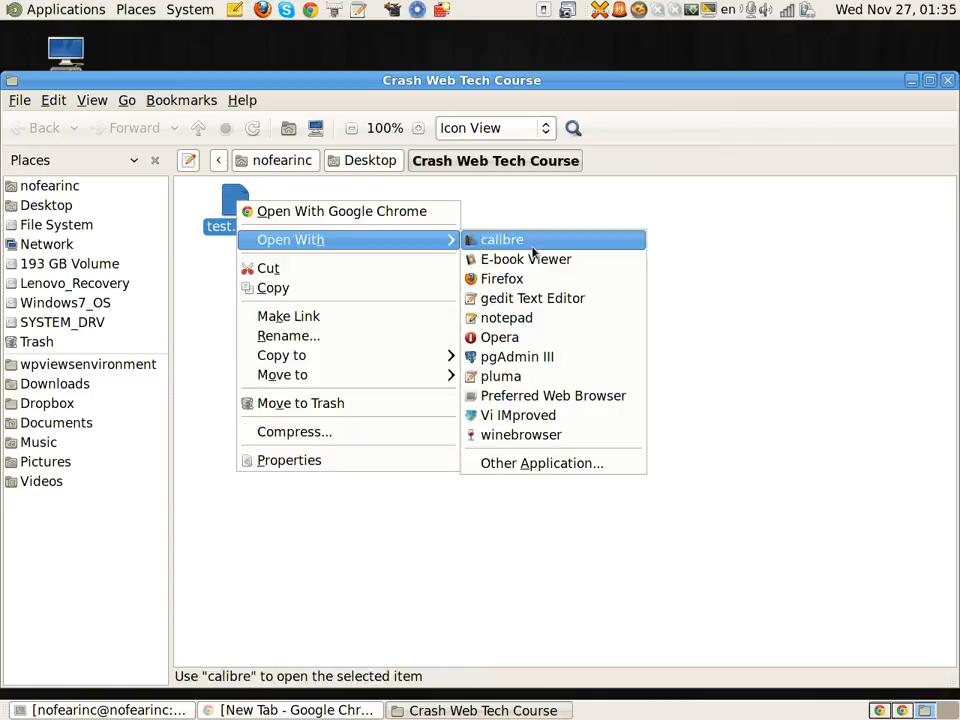 Applications Places System en Wed Nov 27, 01:35
Crash Web Tech Course
File Edit View Go Bookmarks Help
Back Forward 100% Icon View
Places nofearinc Desktop Crash Web Tech Course
nofearinc
Desktop
File System
Network
193 GB Volume
Lenovo_Recovery
Windows7_OS
SYSTEM_DRV
Trash
wpviewsenvironment
Downloads
Dropbox
Documents
Music
Pictures
Videos
test.
Open With Google Chrome
Open With
Cut
Copy
Make Link
Rename...
Copy to
Move to
Move to Trash
Compress...
Properties
calibre
E-book Viewer
Firefox
gedit Text Editor
notepad
Opera
pgAdmin III
pluma
Preferred Web Browser
Vi IMproved
winebrowser
Other Application...
Use "calibre" to open the selected item
[nofearinc@nofearinc:... [New Tab - Google Chr... Crash Web Tech Course